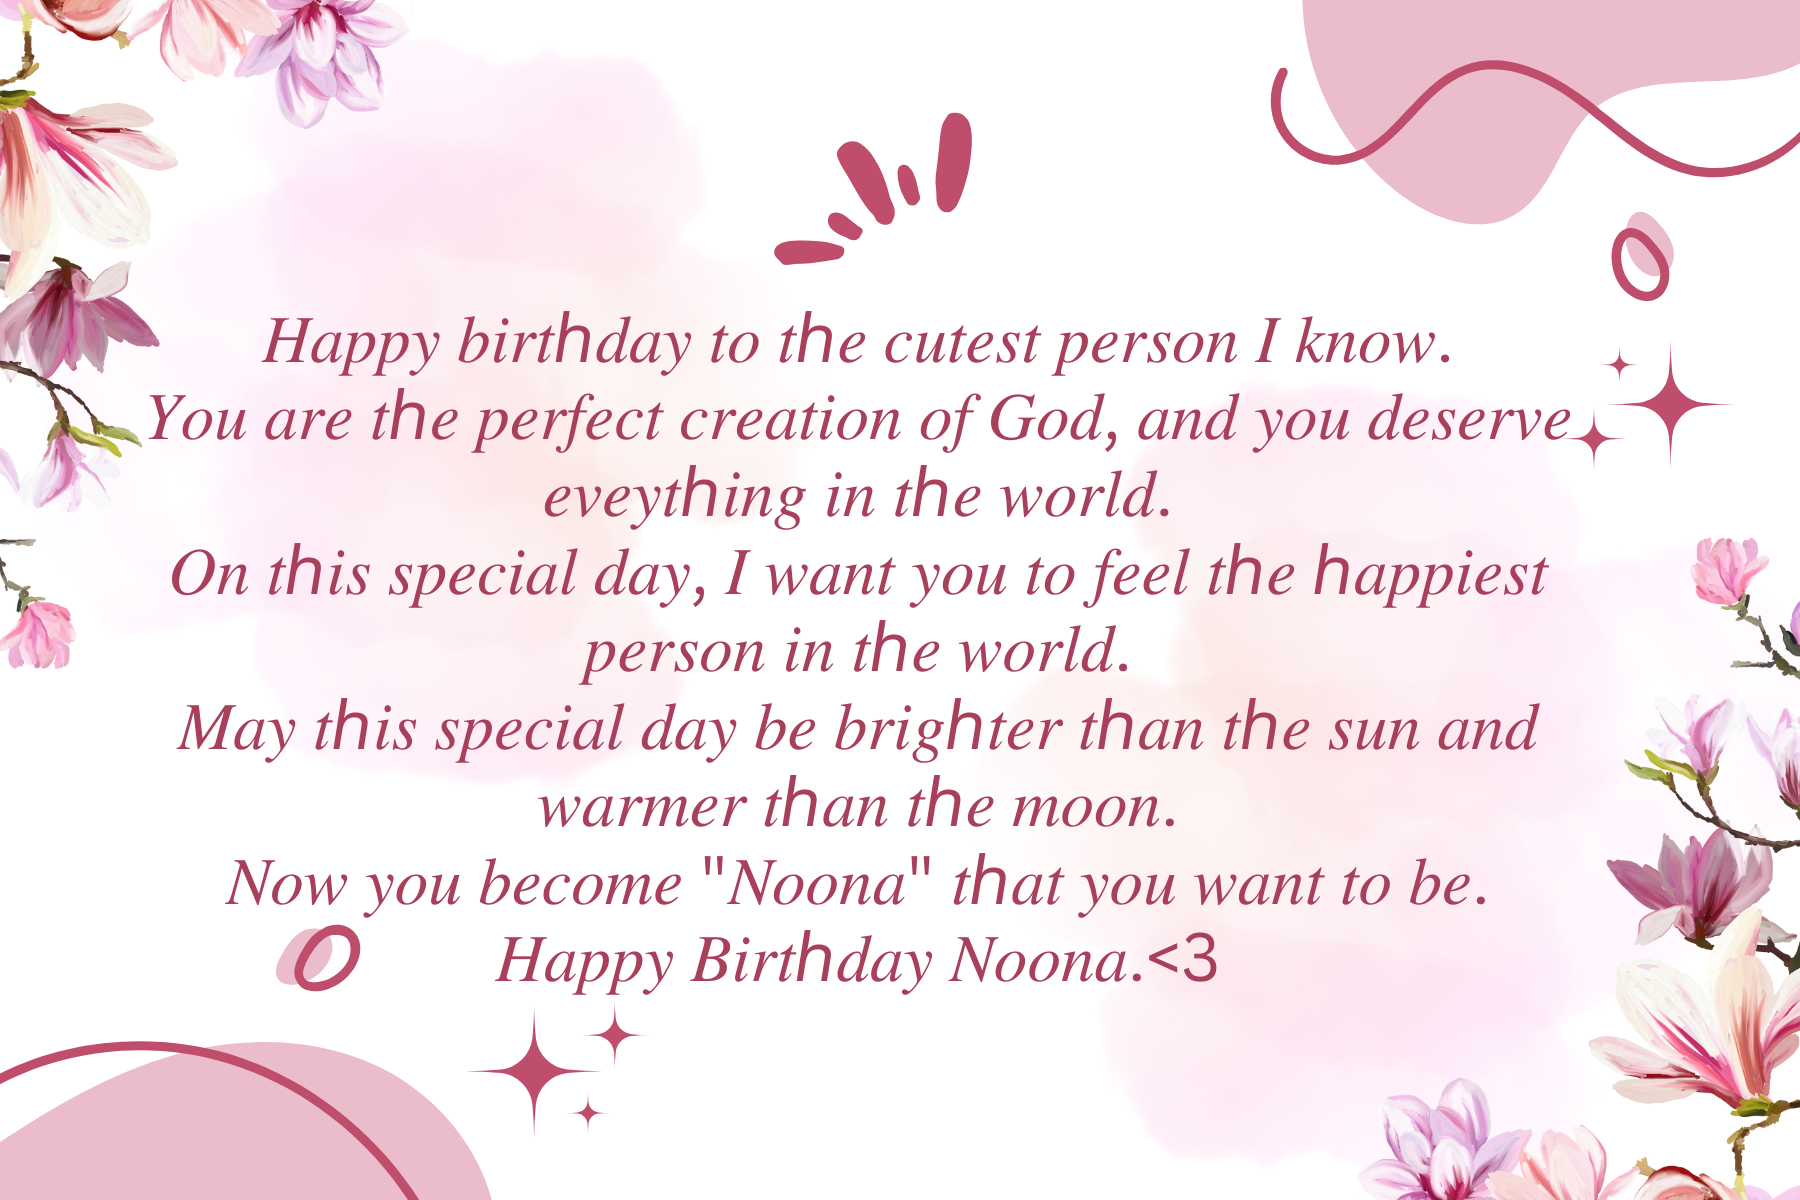 Happy birthday to the cutest person I know.
You are the perfect creation of God, and you deserve
eveything in the world.
On this special day, I want you to feel the happiest
person in the world.
May this special day be brighter than the sun and
warmer than the moon.
Now you become "Noona" that you want to be.
Happy Birthday Noona.<3